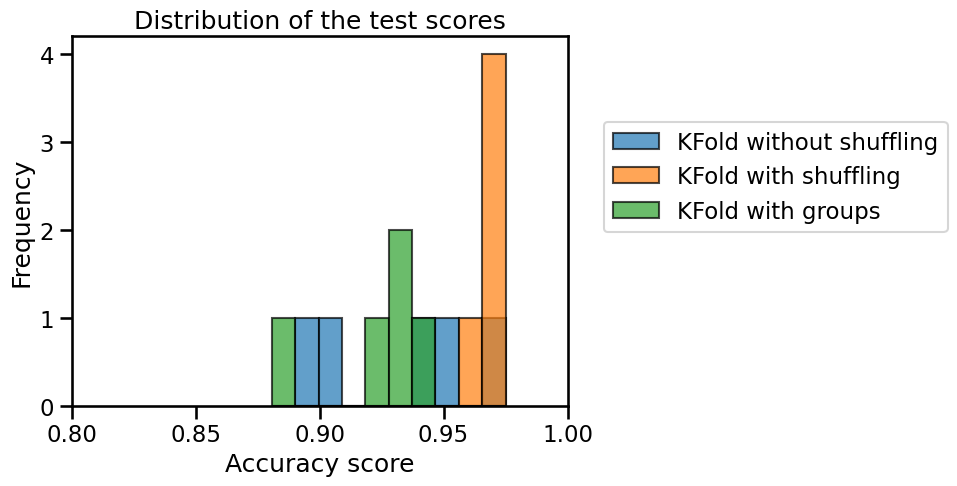 Distribution of the test scores
4
3
2
1
0
Frequency
0.80 0.85 0.90 0.95 1.00
Accuracy score
KFold without shuffling
KFold with shuffling
KFold with groups